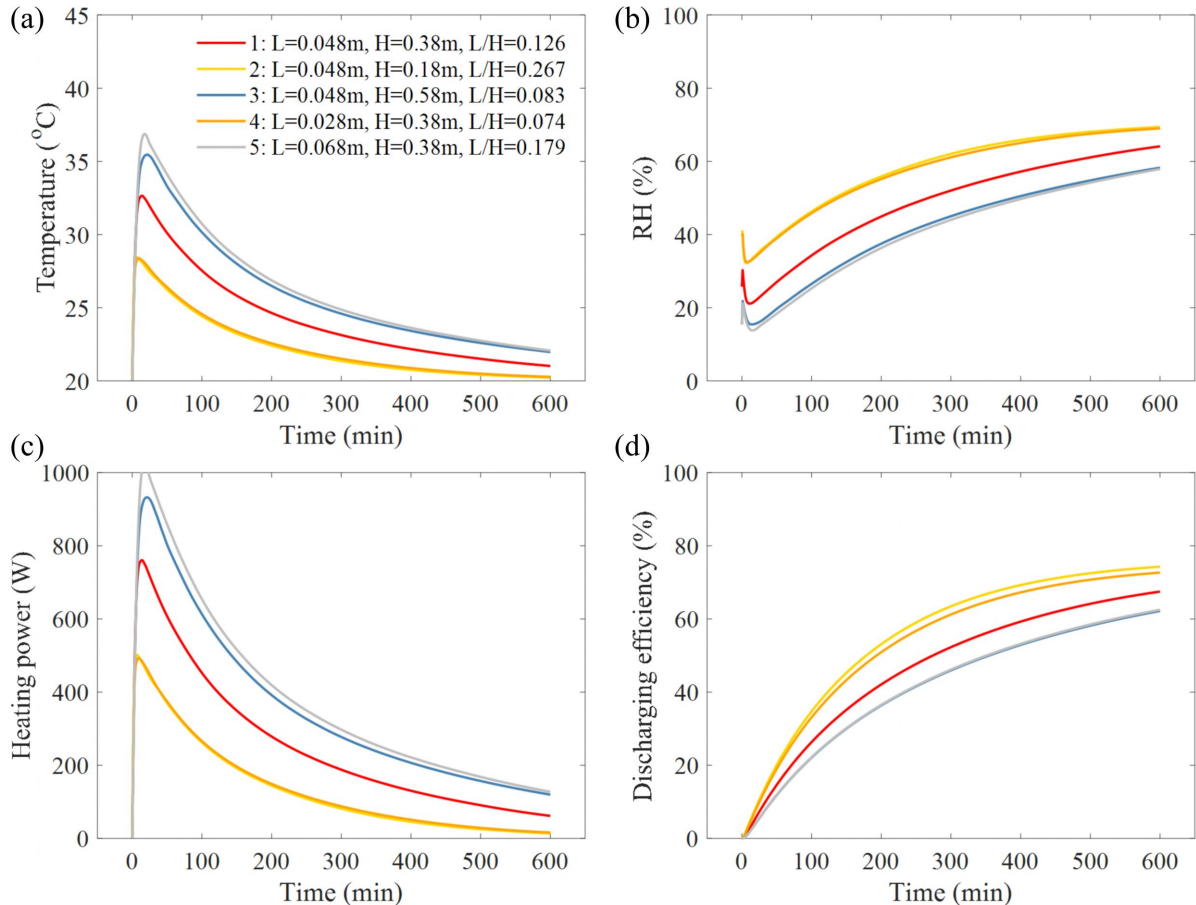 (a)
45
40
35
30
25
20
Temperature (°C)
1: L=0.048m, H=0.38m, L/H=0.126
2: L=0.048m, H=0.18m, L/H=0.267
3: L=0.048m, H=0.58m, L/H=0.083
4: L=0.028m, H=0.38m, L/H=0.074
5: L=0.068m, H=0.38m, L/H=0.179
0 100 200 300 400 500 600
Time (min)
(b)
100
80
60
40
20
0
RH (%)
0 100 200 300 400 500 600
Time (min)
(c)
1000
800
600
400
200
0
Heating power (W)
0 100 200 300 400 500 600
Time (min)
(d)
100
80
60
40
20
0
Discharging efficiency (%)
0 100 200 300 400 500 600
Time (min)